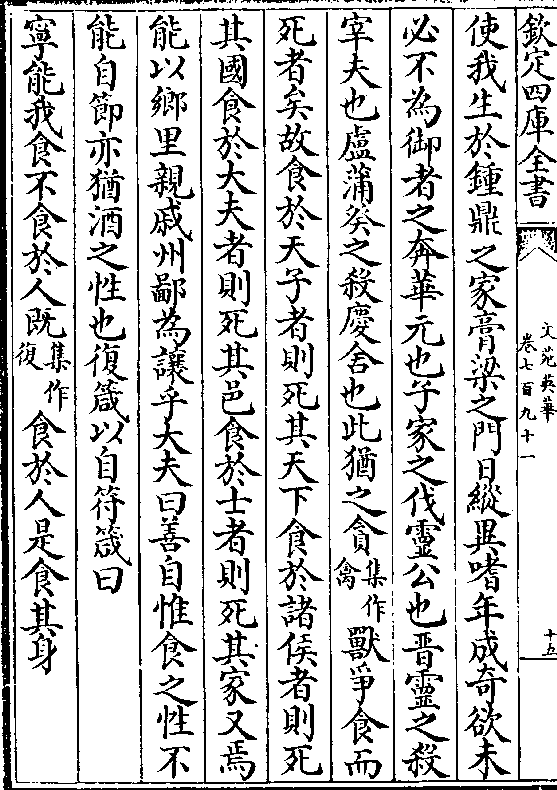 欽定四庫全書
文苑英華
卷七百九十一
十五
使我生於鍾鼎之家膏梁之門日縱異嗜年成奇欲未
必不為御者之奔華元也子家之伐靈公也晋靈之殺
宰夫也盧蒲癸之殺慶舍也此猶之貪集作禽獸爭食而
死者矣故食於天子者則死其天下食於諸侯者則死
其國食於大夫者則死其邑食於士者則死其家又焉
能以鄉里親戚州鄙為讓乎大夫曰善自惟食之性不
能自節亦猶酒之性也復箴以自符箴曰
寧能我食不食於人既集作復食於人是食其身